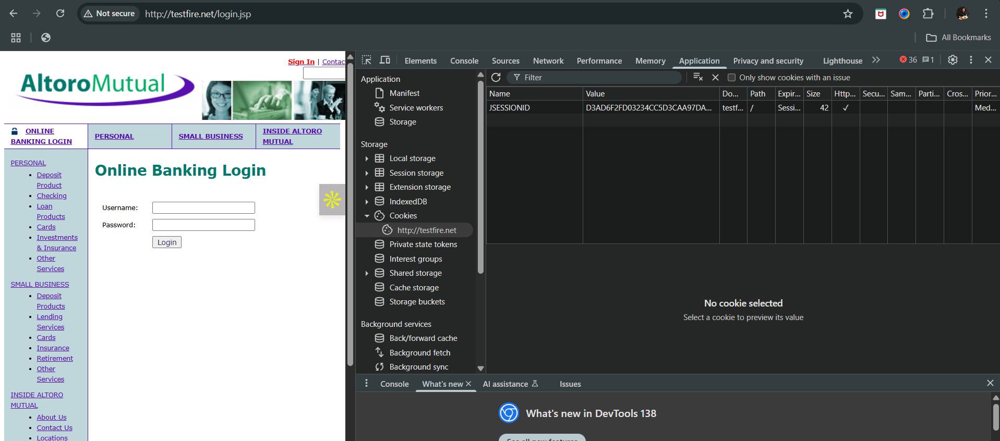 Not secure http://testfire.net/login.jsp
All Bookmarks
Sign In | Contac
AltoroMutual
ONLINE BANKING LOGIN
PERSONAL
SMALL BUSINESS
INSIDE ALTORO MUTUAL
PERSONAL
Deposit Product
Checking
Loan Products
Cards
Investments & Insurance
Other Services
SMALL BUSINESS
Deposit Products
Lending Services
Cards
Insurance
Retirement
Other Services
INSIDE ALTORO MUTUAL
About Us
Contact Us
Locations
Online Banking Login
Username:
Password:
Login
Elements Console Sources Network Performance Memory Application Privacy and security Lighthouse 36 1
Application
Manifest
Service workers
Storage
Storage
Local storage
Session storage
Extension storage
IndexedDB
Cookies
http://testfire.net
Private state tokens
Interest groups
Shared storage
Cache storage
Storage buckets
Background services
Back/forward cache
Background fetch
Background sync
Filter Only show cookies with an issue
Name Value Do... Path Expir... Size Http... Secu... Sam... Parti... Cros... Prior...
JSESSIONID D3AD6F2FD03234CC5D3CAA97DA... testf... / Sessi... 42 ✓ Med...
No cookie selected
Select a cookie to preview its value
Console What's new AI assistance Issues
What's new in DevTools 138
See all new features